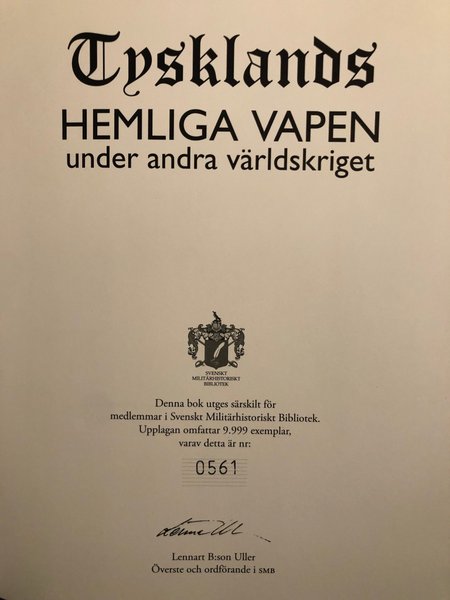 Tysklands
HEMLIGA VAPEN
under andra världskriget
SVENSKT
MILITÄRHISTORISKT
BIBLIOTEK
Denna bok utges särskilt för
medlemmar i Svenskt Militärhistoriskt Bibliotek.
Upplagan omfattar 9.999 exemplar,
varav detta är nr:
0561
Lennart B:son Uller
Överste och ordförande i SMB